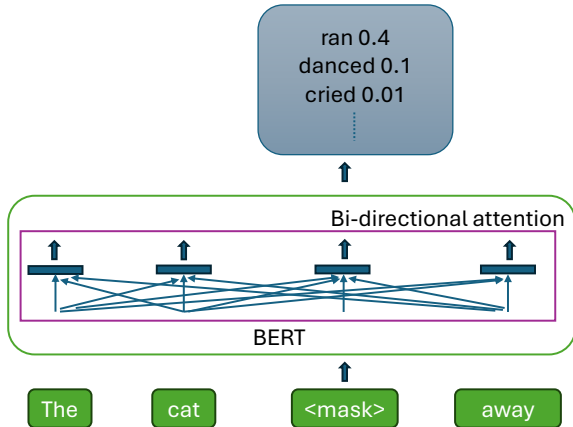 ran 0.4
danced 0.1
cried 0.01
Bi-directional attention
BERT
The cat <mask> away